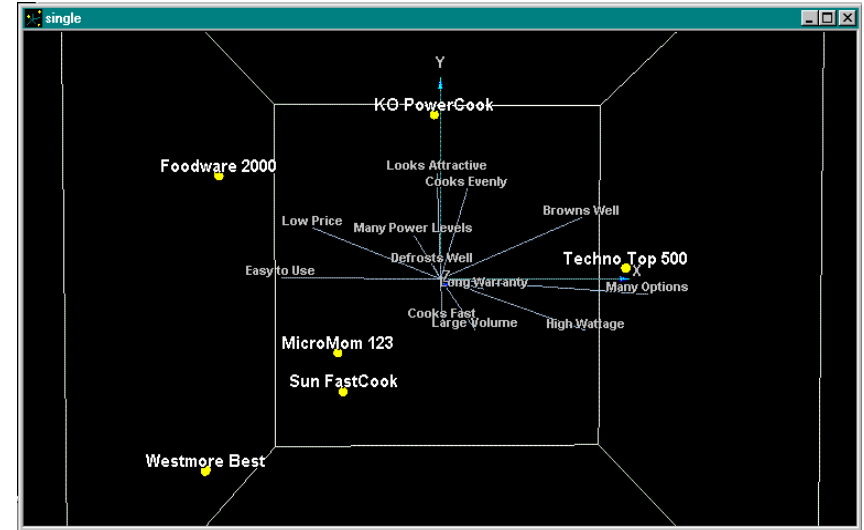 single
Y
KO PowerCook
Foodware 2000
Looks Attractive
Cooks Evenly
Browns Well
Low Price
Many Power Levels
Defrosts Well
Techno Top 500
X
Easy to Use
Z
Long Warranty
Many Options
Cooks Fast
Large Volume
High Wattage
MicroMom 123
Sun FastCook
Westmore Best